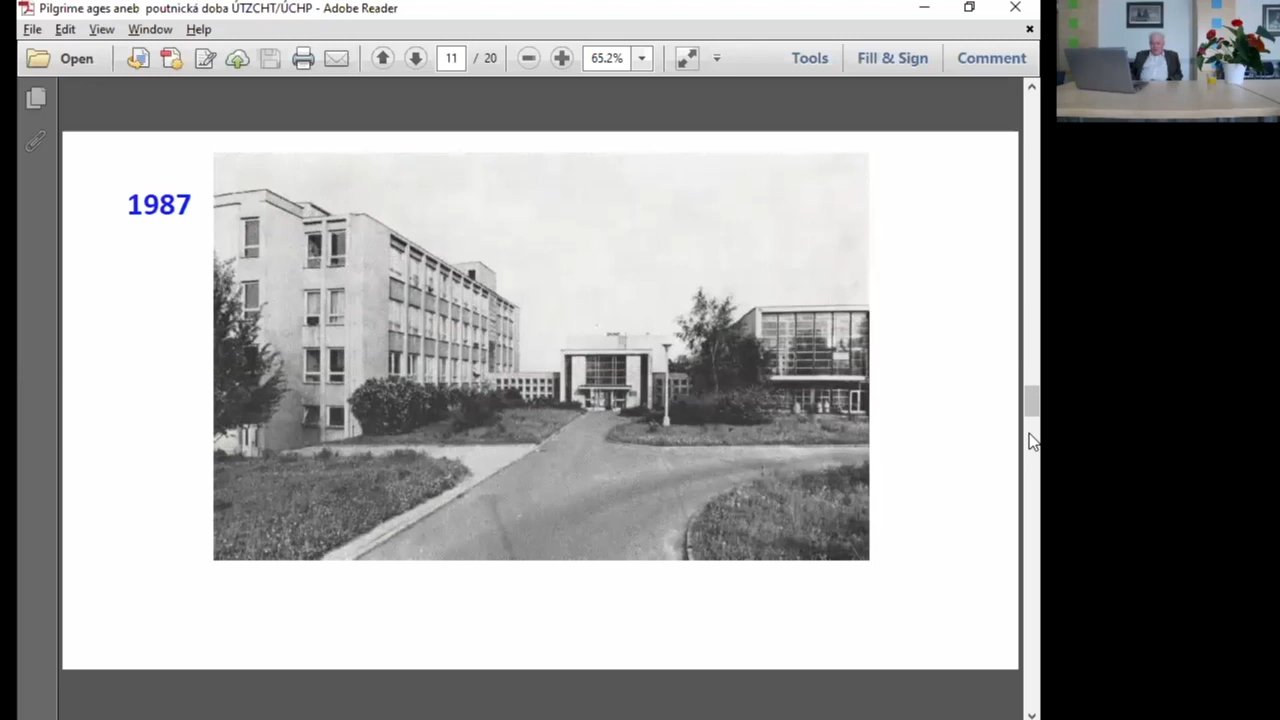 Pilgrime ages aneb poutnická doba ÚTZCHT/ÚCHP - Adobe Reader
File Edit View Window Help
Open 11 / 20 65.2% Tools Fill & Sign Comment
1987